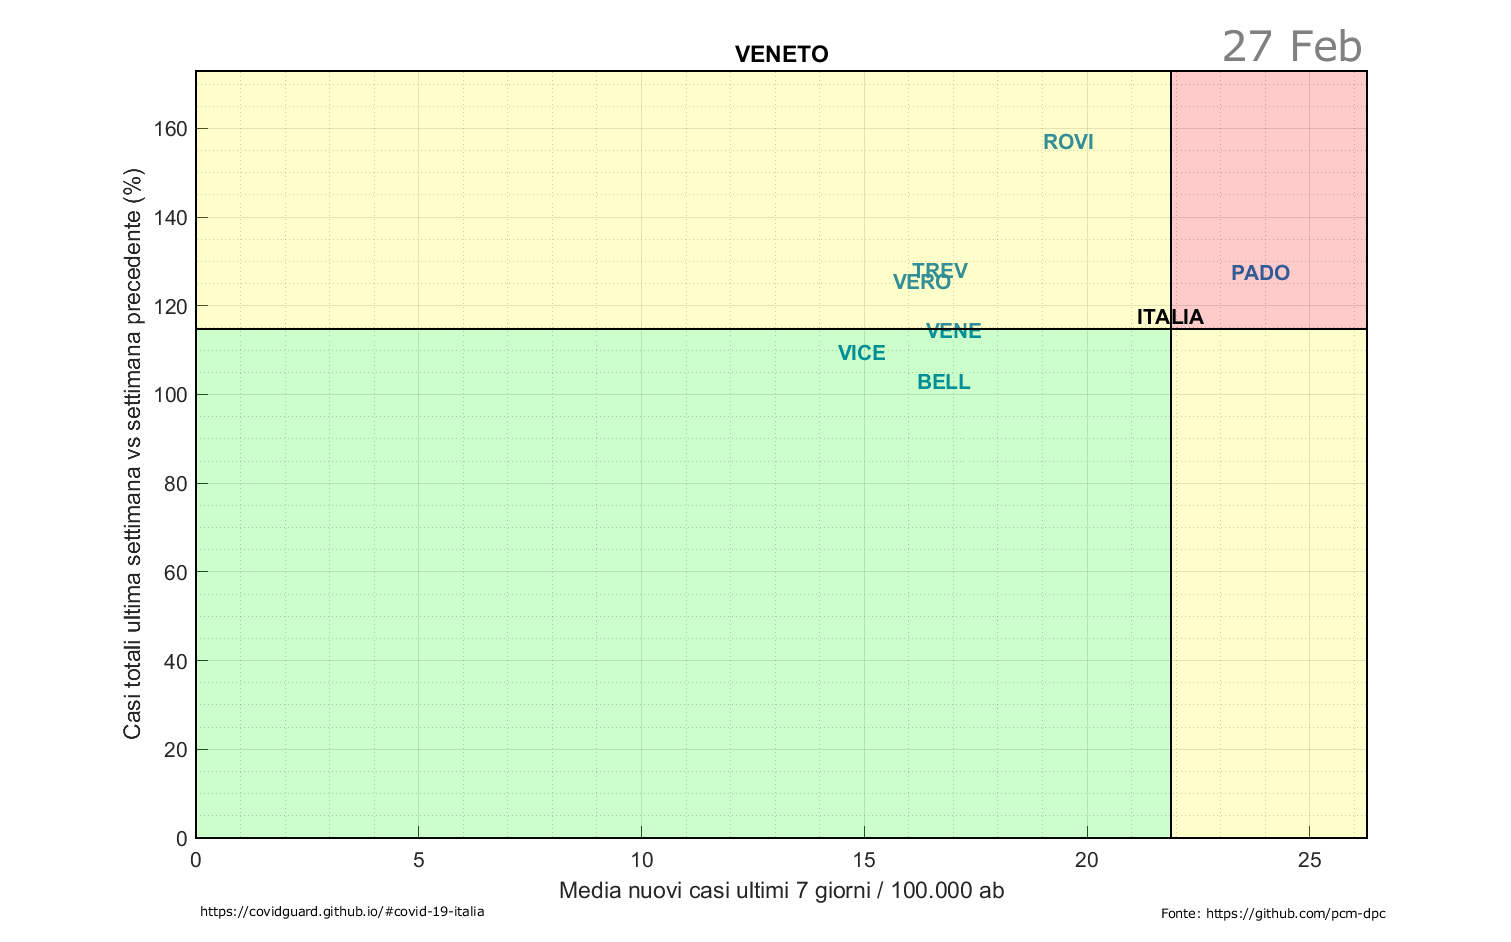 27 Feb
VENETO
Casi totali ultima settimana vs settimana precedente (%)
160
140
120
100
80
60
40
20
0
ROVI
TREV
VERO
PADO
ITALIA
VENE
VICE
BELL
0 5 10 15 20 25
Media nuovi casi ultimi 7 giorni / 100.000 ab
https://covidguard.github.io/#covid-19-italia
Fonte: https://github.com/pcm-dpc